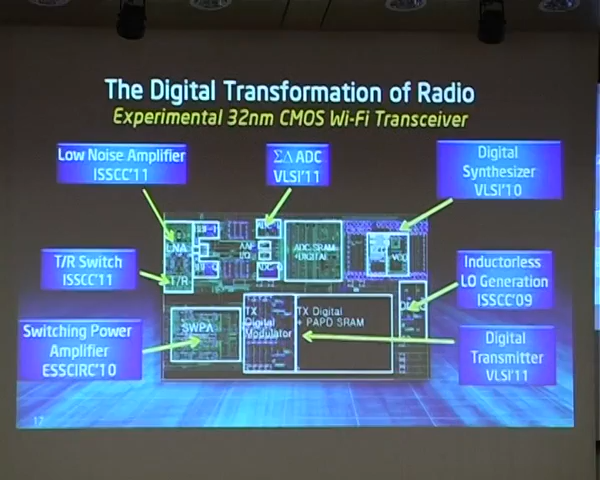 The Digital Transformation of Radio
Experimental 32nm CMOS Wi-Fi Transceiver
Low Noise Amplifier
ISSCC'11
ΣΔ ADC
VLSI'11
Digital
Synthesizer
VLSI'10
T/R Switch
ISSCC'11
Inductorless
LO Generation
ISSCC'09
Switching Power
Amplifier
ESSCIRC'10
Digital
Transmitter
VLSI'11
LNA
T/R
ADC SRAM
+DIGITAL
VCO
SWPA
TX
Digital
Modulator
TX Digital
+ PAPD SRAM
17